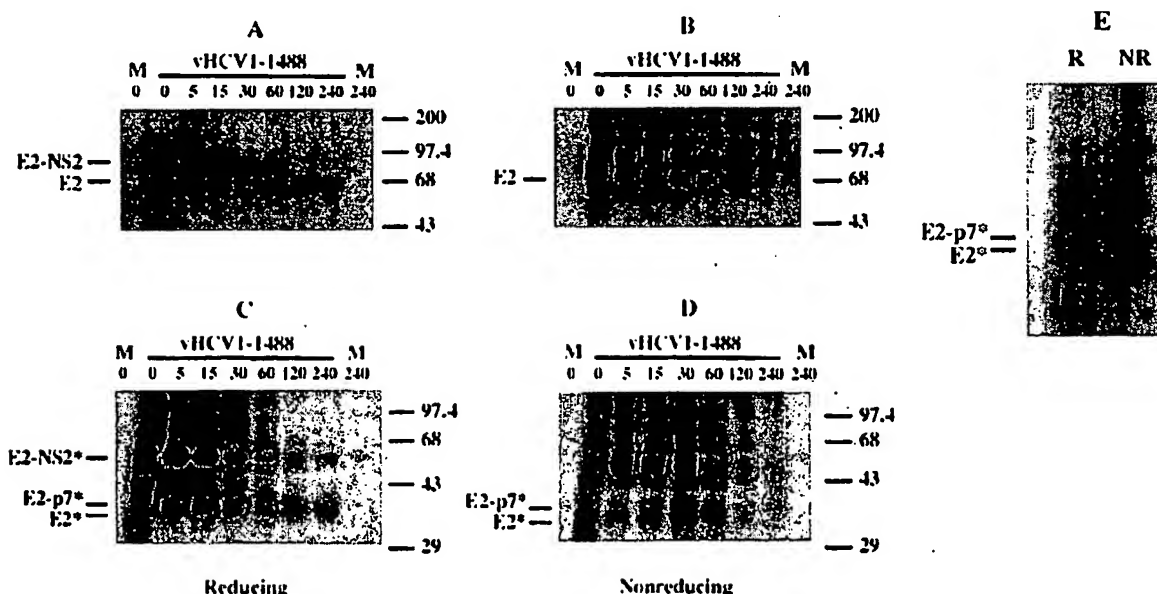 A
vHCV1-1488
M M
0 0 5 15 30 60 120 240 240
200
E2-NS2 97.4
E2 68
43
B
vHCV1-1488
M M
0 0 5 15 30 60 120 240 240
200
97.4
E2 68
43
E
R NR
E2-p7*
E2*
C
vHCV1-1488
M M
0 0 5 15 30 60 120 240 240
97.4
68
E2-NS2*
43
E2-p7*
E2*
29
Reducing
D
vHCV1-1488
M M
0 0 5 15 30 60 120 240 240
97.4
68
43
E2-p7*
E2*
29
Nonreducing